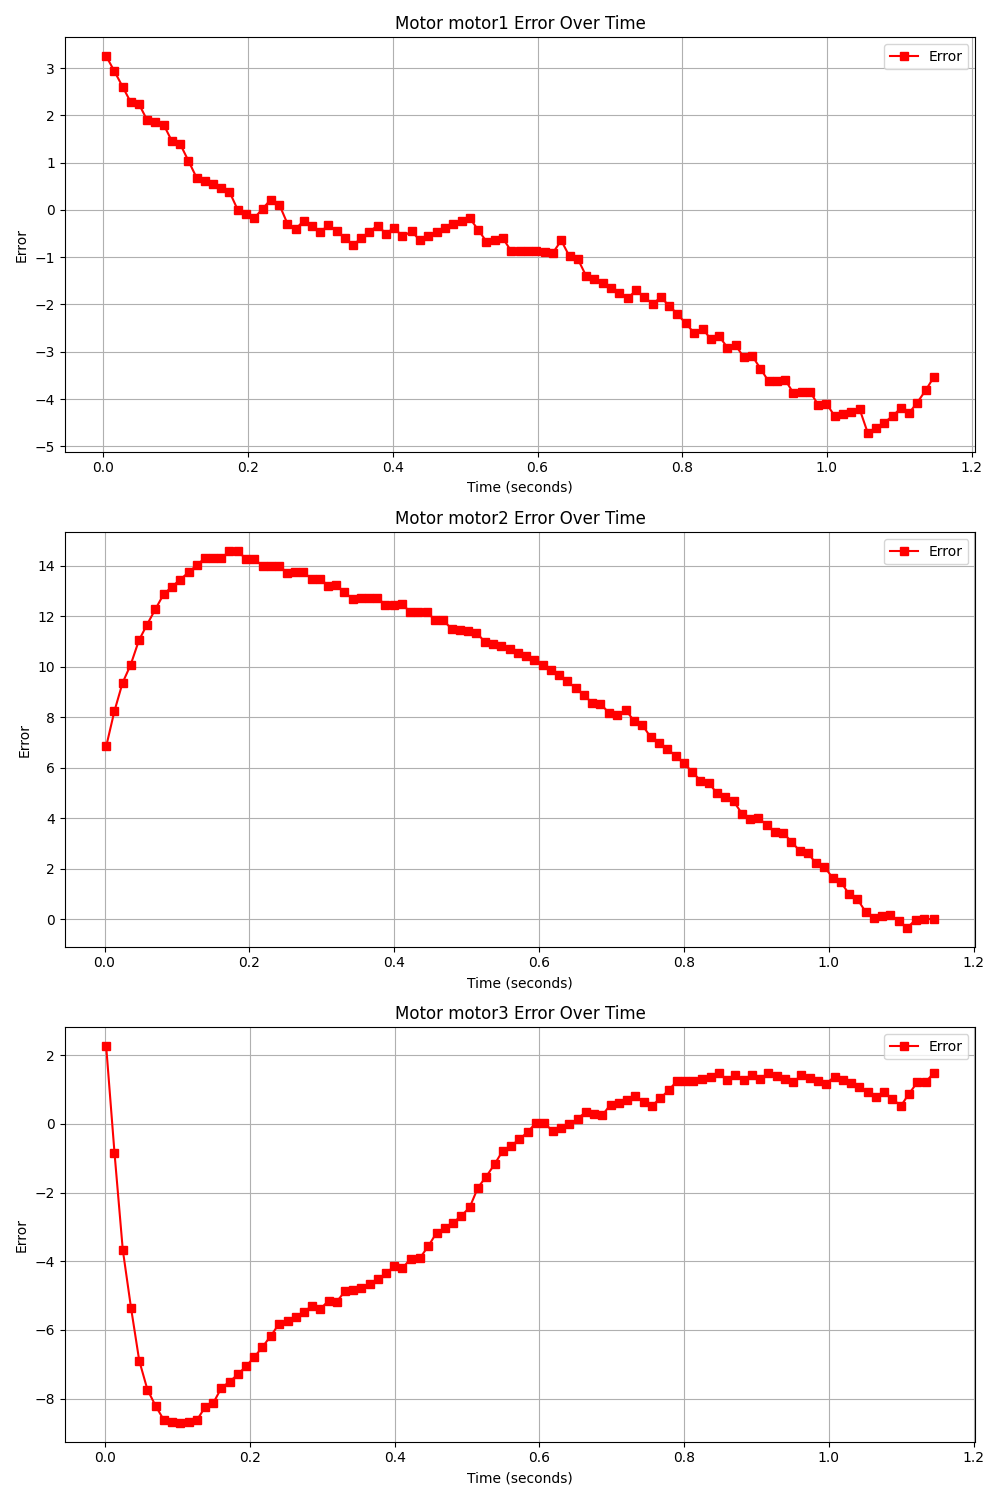 Motor motor1 Error Over Time
Error
3
2
1
0
−1
−2
−3
−4
−5
Error
0.0 0.2 0.4 0.6 0.8 1.0 1.2
Time (seconds)
Motor motor2 Error Over Time
Error
14
12
10
8
6
4
2
0
Error
0.0 0.2 0.4 0.6 0.8 1.0 1.2
Time (seconds)
Motor motor3 Error Over Time
Error
2
0
−2
−4
−6
−8
Error
0.0 0.2 0.4 0.6 0.8 1.0 1.2
Time (seconds)